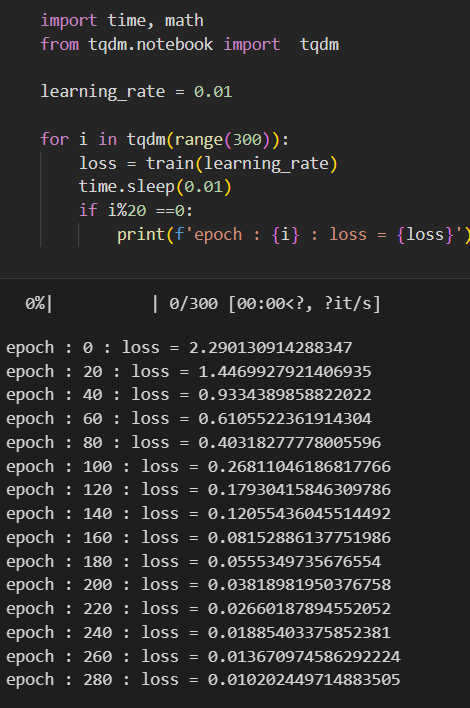 import time, math
from tqdm.notebook import  tqdm
learning_rate = 0.01
for i in tqdm(range(300)):
    loss = train(learning_rate)
    time.sleep(0.01)
    if i%20 ==0:
        print(f'epoch : {i} : loss = {loss}')
0%|          | 0/300 [00:00<?, ?it/s]
epoch : 0 : loss = 2.290130914288347
epoch : 20 : loss = 1.4469927921406935
epoch : 40 : loss = 0.9334389858822022
epoch : 60 : loss = 0.6105522361914304
epoch : 80 : loss = 0.40318277778005596
epoch : 100 : loss = 0.26811046186817766
epoch : 120 : loss = 0.17930415846309786
epoch : 140 : loss = 0.12055436045514492
epoch : 160 : loss = 0.08152886137751986
epoch : 180 : loss = 0.0555349735676554
epoch : 200 : loss = 0.03818981950376758
epoch : 220 : loss = 0.02660187894552052
epoch : 240 : loss = 0.01885403375852381
epoch : 260 : loss = 0.013670974586292224
epoch : 280 : loss = 0.010202449714883505